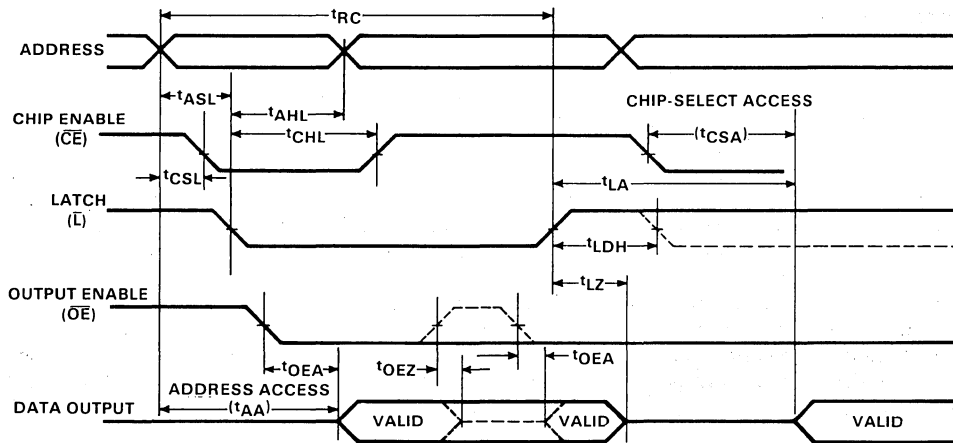 tRC
ADDRESS
tASL
tAHL
CHIP-SELECT ACCESS
CHIP ENABLE
(CE)
tCHL
(tCSA)
tCSL
tLA
LATCH
(L)
tLDH
tLZ
OUTPUT ENABLE
(OE)
tOEA
tOEZ
tOEA
ADDRESS ACCESS
(tAA)
DATA OUTPUT
VALID
VALID
VALID